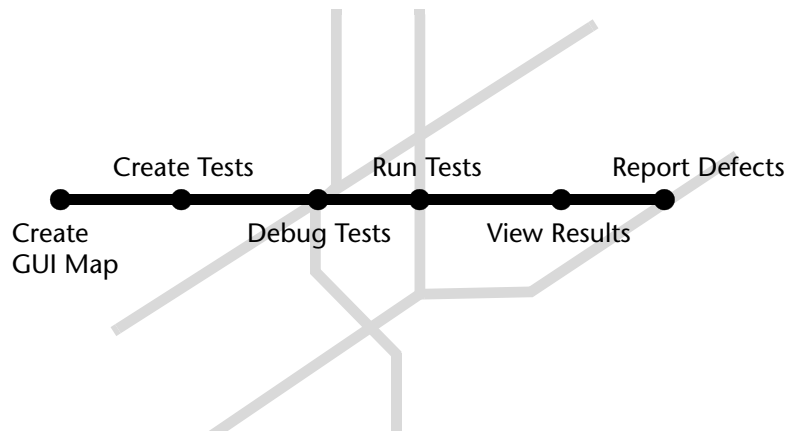 Create Tests
Run Tests
Report Defects
Create
GUI Map
Debug Tests
View Results